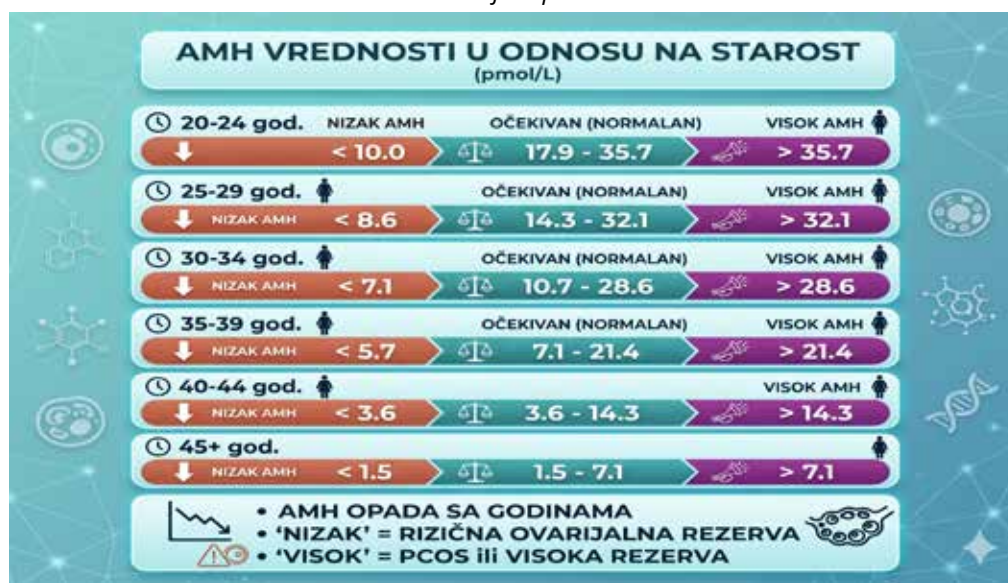 AMH VREDNOSTI U ODNOSU NA STAROST
(pmol/L)
20-24 god. NIZAK AMH OČEKIVAN (NORMALAN) VISOK AMH
< 10.0 17.9 - 35.7 > 35.7
25-29 god. OČEKIVAN (NORMALAN) VISOK AMH
NIZAK AMH < 8.6 14.3 - 32.1 > 32.1
30-34 god. OČEKIVAN (NORMALAN) VISOK AMH
NIZAK AMH < 7.1 10.7 - 28.6 > 28.6
35-39 god. OČEKIVAN (NORMALAN) VISOK AMH
NIZAK AMH < 5.7 7.1 - 21.4 > 21.4
40-44 god. VISOK AMH
NIZAK AMH < 3.6 3.6 - 14.3 > 14.3
45+ god.
NIZAK AMH < 1.5 1.5 - 7.1 > 7.1
• AMH OPADA SA GODINAMA
• 'NIZAK' = RIZIČNA OVARIJALNA REZERVA
• 'VISOK' = PCOS ili VISOKA REZERVA